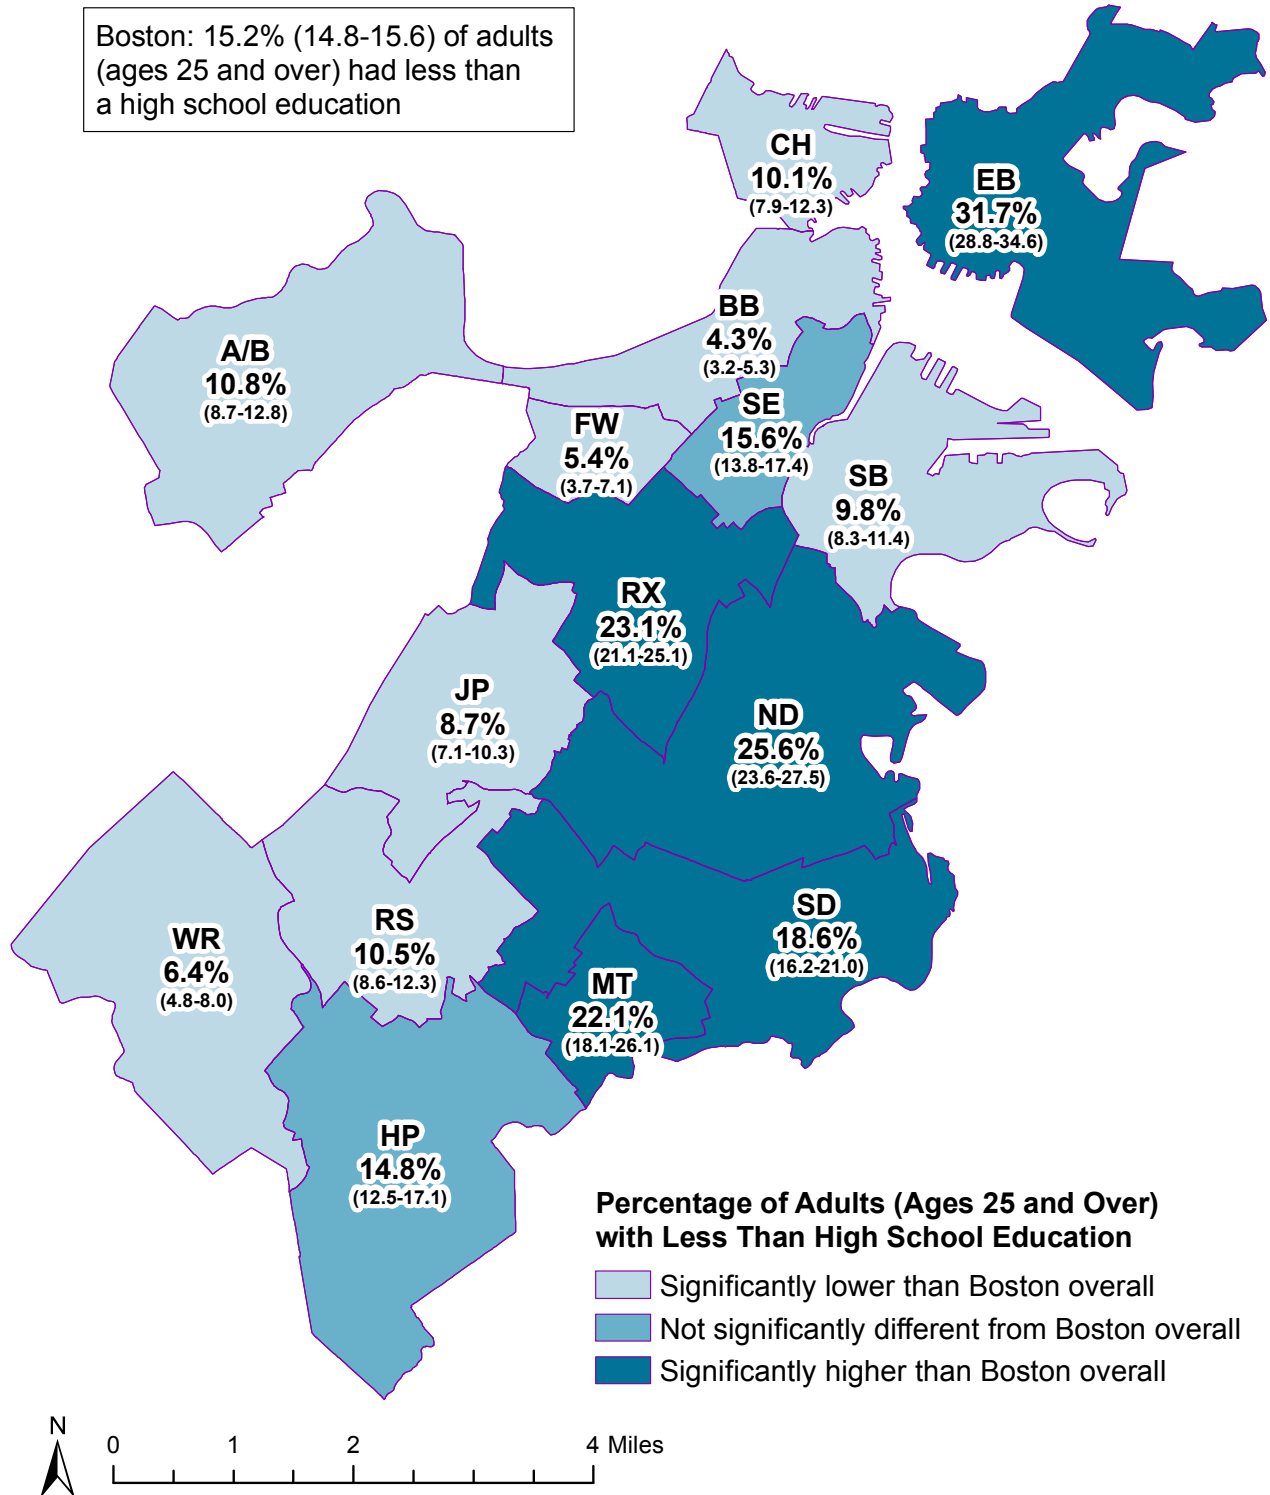 Boston: 15.2% (14.8-15.6) of adults
(ages 25 and over) had less than
a high school education
CH
10.1%
(7.9-12.3)
EB
31.7%
(28.8-34.6)
BB
4.3%
(3.2-5.3)
A/B
10.8%
(8.7-12.8)
SE
15.6%
(13.8-17.4)
FW
5.4%
(3.7-7.1)
SB
9.8%
(8.3-11.4)
RX
23.1%
(21.1-25.1)
JP
8.7%
(7.1-10.3)
ND
25.6%
(23.6-27.5)
SD
18.6%
(16.2-21.0)
RS
10.5%
(8.6-12.3)
WR
6.4%
(4.8-8.0)
MT
22.1%
(18.1-26.1)
HP
14.8%
(12.5-17.1)
Percentage of Adults (Ages 25 and Over)
with Less Than High School Education
Significantly lower than Boston overall
Not significantly different from Boston overall
Significantly higher than Boston overall
N
0 1 2 4 Miles